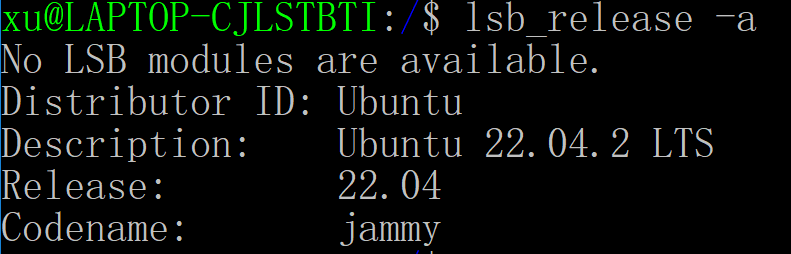 xu@LAPTOP-CJLSTBTI:/$ lsb_release -a
No LSB modules are available.
Distributor ID: Ubuntu
Description:    Ubuntu 22.04.2 LTS
Release:        22.04
Codename:       jammy